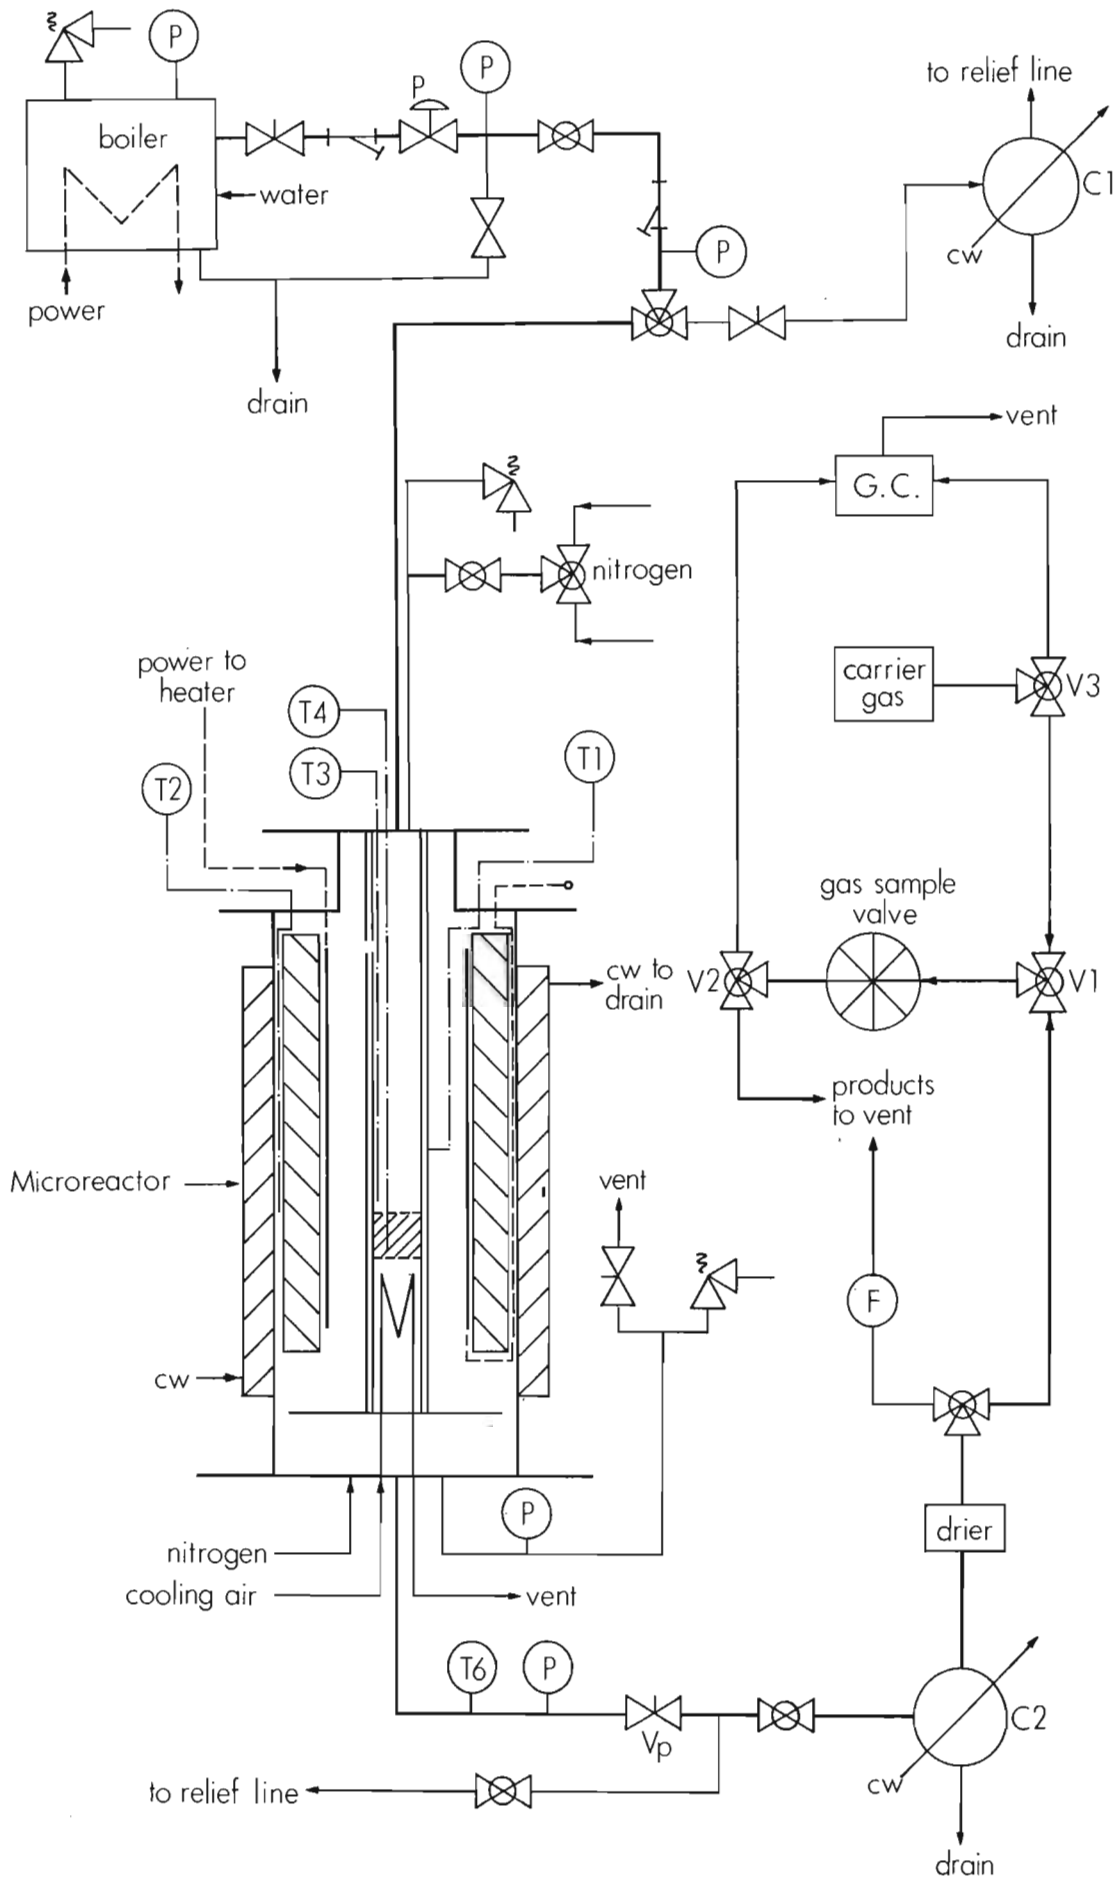 P
P
P
to relief line
boiler
C1
water
P
cw
power
drain
drain
vent
G.C.
nitrogen
power to
heater
carrier
gas
V3
T4
T1
T3
T2
gas sample
valve
cw to
drain
V2
V1
products
to vent
Microreactor
vent
F
cw
P
drier
nitrogen
cooling air
vent
T6
P
C2
Vp
cw
to relief line
drain